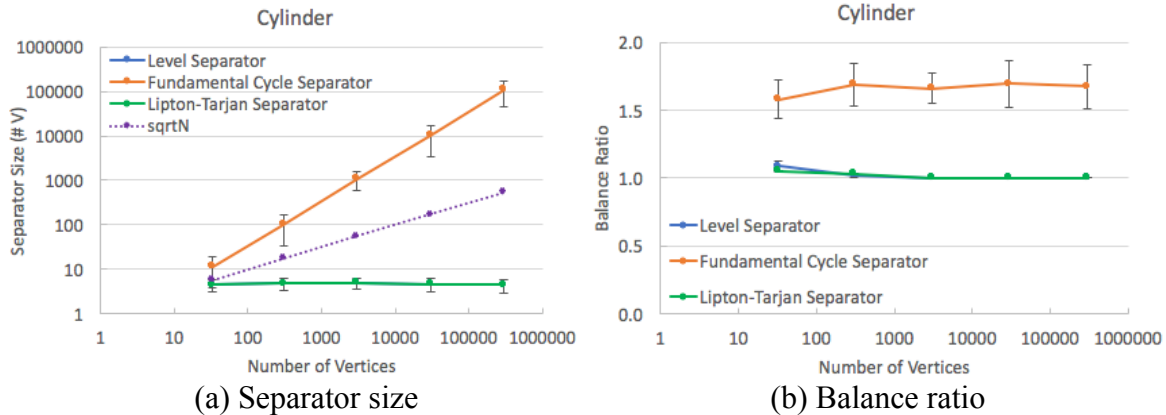 Cylinder
1000000
100000
10000
1000
100
10
1
Separator Size (# V)
Level Separator
Fundamental Cycle Separator
Lipton-Tarjan Separator
sqrtN
10 100 1000 10000 100000 1000000
Number of Vertices
(a) Separator size
Cylinder
2.0
1.5
1.0
0.5
0.0
Balance Ratio
Level Separator
Fundamental Cycle Separator
Lipton-Tarjan Separator
10 100 1000 10000 100000 1000000
Number of Vertices
(b) Balance ratio